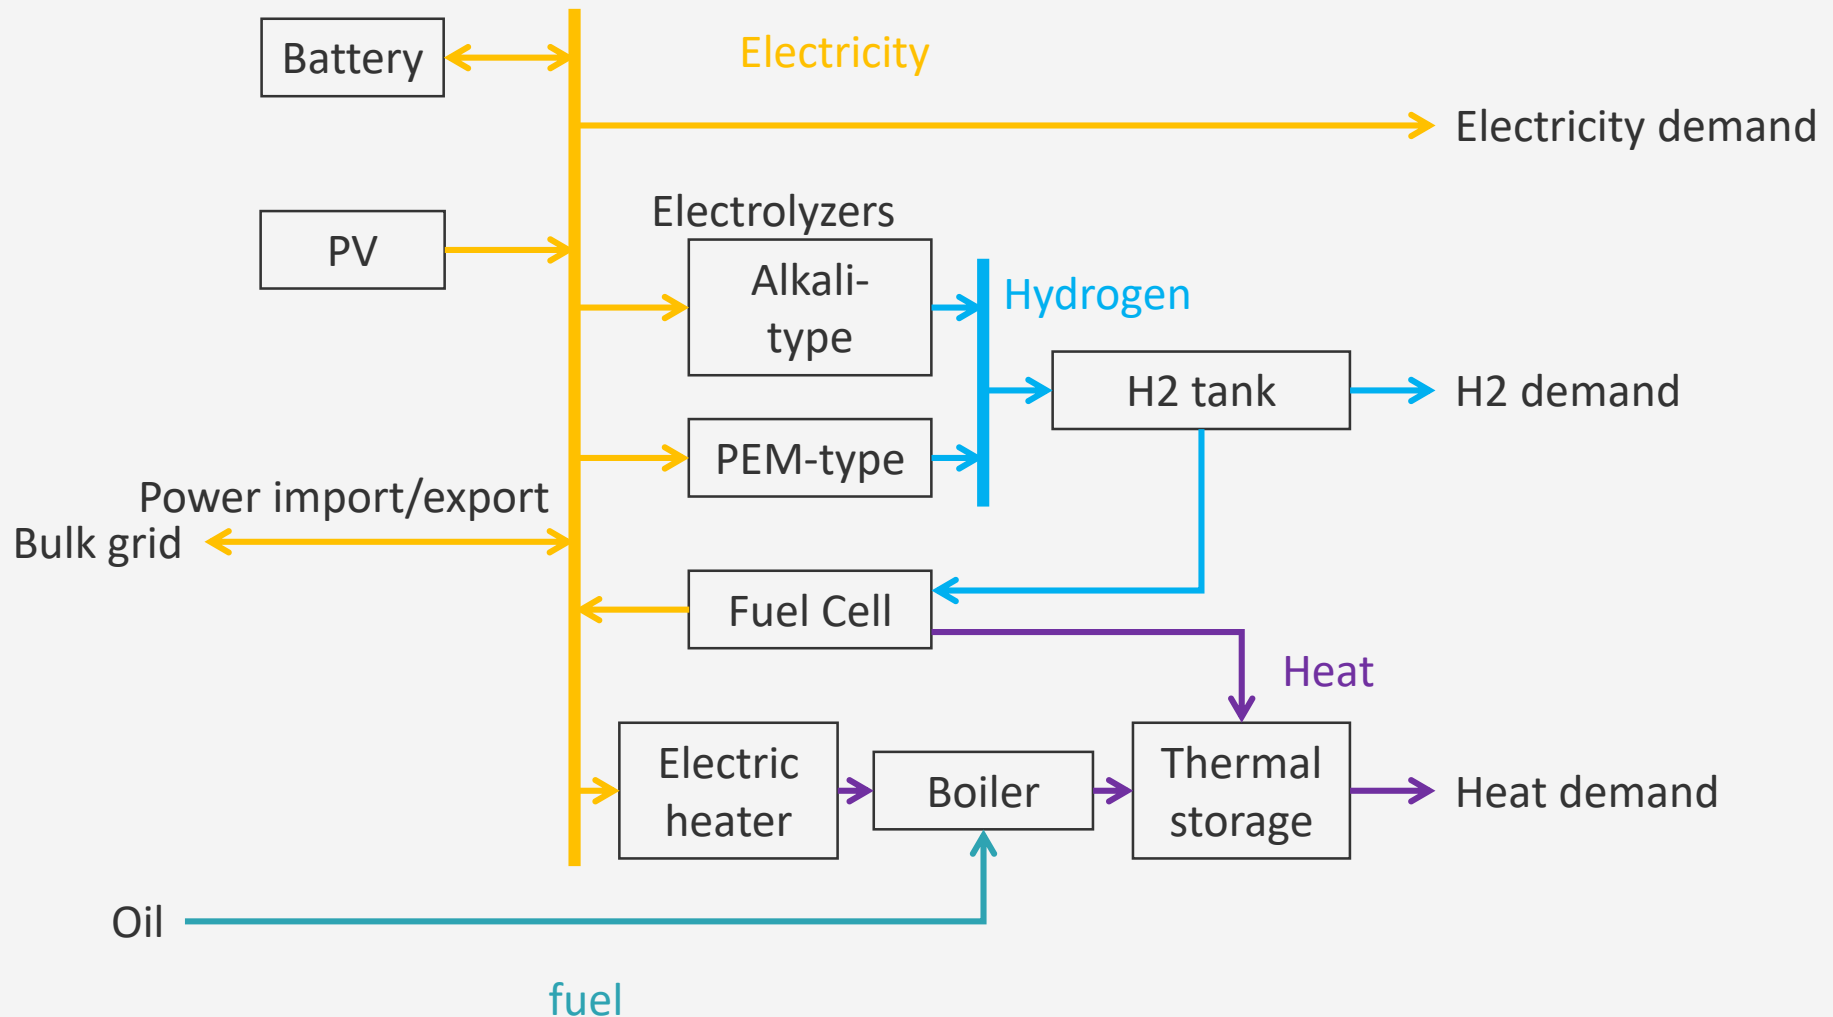 Battery
Electricity
Electricity demand
PV
Electrolyzers
Alkali-
type
Hydrogen
H2 tank
H2 demand
PEM-type
Power import/export
Bulk grid
Fuel Cell
Heat
Electric
heater
Boiler
Thermal
storage
Heat demand
Oil
fuel